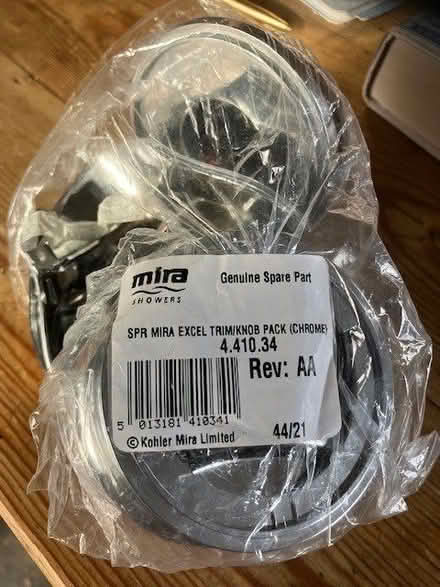 mira
SHOWERS
Genuine Spare Part
SPR MIRA EXCEL TRIM/KNOB PACK (CHROME)
4.410.34
Rev: AA
5 013181 410341
© Kohler Mira Limited
44/21